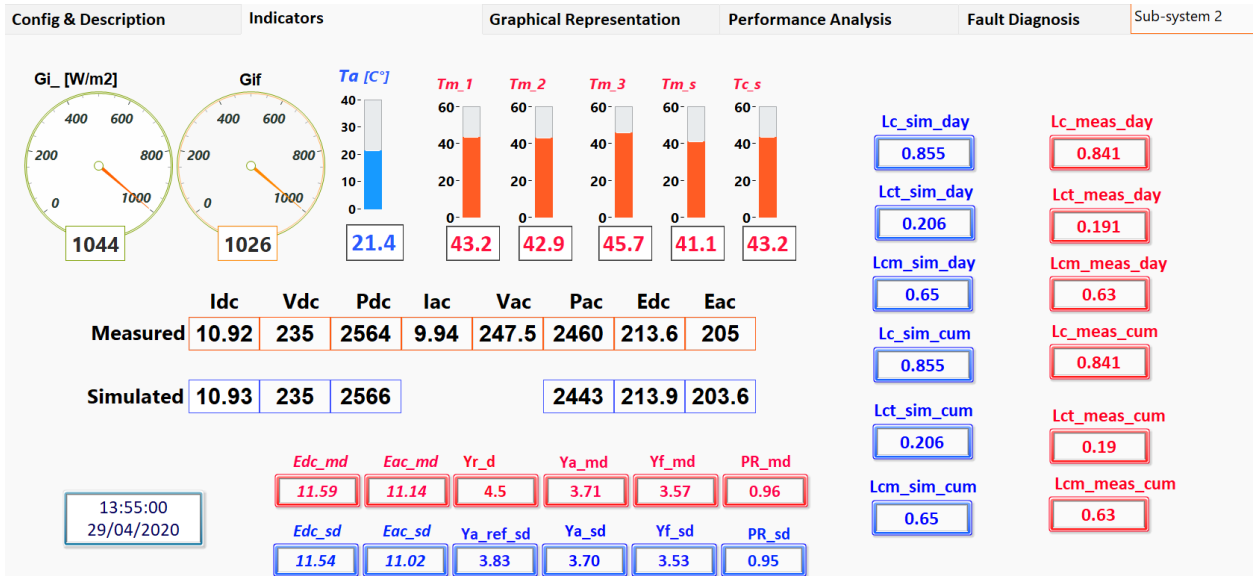 Config & Description Indicators Graphical Representation Performance Analysis Fault Diagnosis Sub-system 2
Gi_ [W/m2] Gif Ta [C°] Tm_1 Tm_2 Tm_3 Tm_s Tc_s
0 200 400 600 800 1000
0 200 400 600 800 1000
40 30 20 10 0
60 40 20 0
60 40 20 0
60 40 20 0
60 40 20 0
60 40 20 0
1044 1026 21.4 43.2 42.9 45.7 41.1 43.2
Idc Vdc Pdc Iac Vac Pac Edc Eac
Measured 10.92 235 2564 9.94 247.5 2460 213.6 205
Simulated 10.93 235 2566 2443 213.9 203.6
Edc_md Eac_md Yr_d Ya_md Yf_md PR_md
11.59 11.14 4.5 3.71 3.57 0.96
Edc_sd Eac_sd Ya_ref_sd Ya_sd Yf_sd PR_sd
11.54 11.02 3.83 3.70 3.53 0.95
13:55:00
29/04/2020
Lc_sim_day Lc_meas_day
0.855 0.841
Lct_sim_day Lct_meas_day
0.206 0.191
Lcm_sim_day Lcm_meas_day
0.65 0.63
Lc_sim_cum Lc_meas_cum
0.855 0.841
Lct_sim_cum Lct_meas_cum
0.206 0.19
Lcm_sim_cum Lcm_meas_cum
0.65 0.63